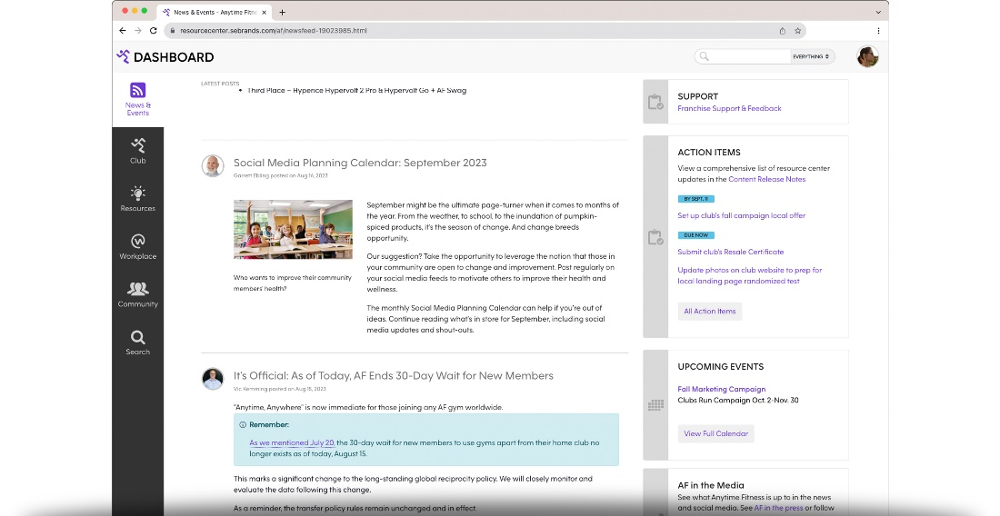 News & Events - Anytime Fitn
resourcecenter.sebrands.com/af/newsfeed-19023985.html
DASHBOARD
EVERYTHING
News &
Events
Club
Resources
Workplace
Community
Search
LATEST POSTS
• Third Place – Hyperice Hypervolt 2 Pro & Hypervolt Go + AF Swag
Social Media Planning Calendar: September 2023
Garrett Ebling posted on Aug 16, 2023
Who wants to improve their community
members' health?
September might be the ultimate page-turner when it comes to months of
the year. From the weather, to school, to the inundation of pumpkin-
spiced products, it's the season of change. And change breeds
opportunity.
Our suggestion? Take the opportunity to leverage the notion that those in
your community are open to change and improvement. Post regularly on
your social media feeds to motivate others to improve their health and
wellness.
The monthly Social Media Planning Calendar can help if you're out of
ideas. Continue reading what's in store for September, including social
media updates and shout-outs.
It's Official: As of Today, AF Ends 30-Day Wait for New Members
Vic Kemming posted on Aug 15, 2023
"Anytime, Anywhere" is now immediate for those joining any AF gym worldwide.
Remember:
As we mentioned July 20, the 30-day wait for new members to use gyms apart from their home club no
longer exists as of today, August 15.
This marks a significant change to the long-standing global reciprocity policy. We will closely monitor and
evaluate the data following this change.
As a reminder, the transfer policy rules remain unchanged and in effect.
SUPPORT
Franchise Support & Feedback
ACTION ITEMS
View a comprehensive list of resource center
updates in the Content Release Notes
BY SEPT. 11
Set up club's fall campaign local offer
DUE NOW
Submit club's Resale Certificate
Update photos on club website to prep for
local landing page randomized test
All Action Items
UPCOMING EVENTS
Fall Marketing Campaign
Clubs Run Campaign Oct. 2-Nov. 30
View Full Calendar
AF in the Media
See what Anytime Fitness is up to in the news
and social media. See AF in the press or follow